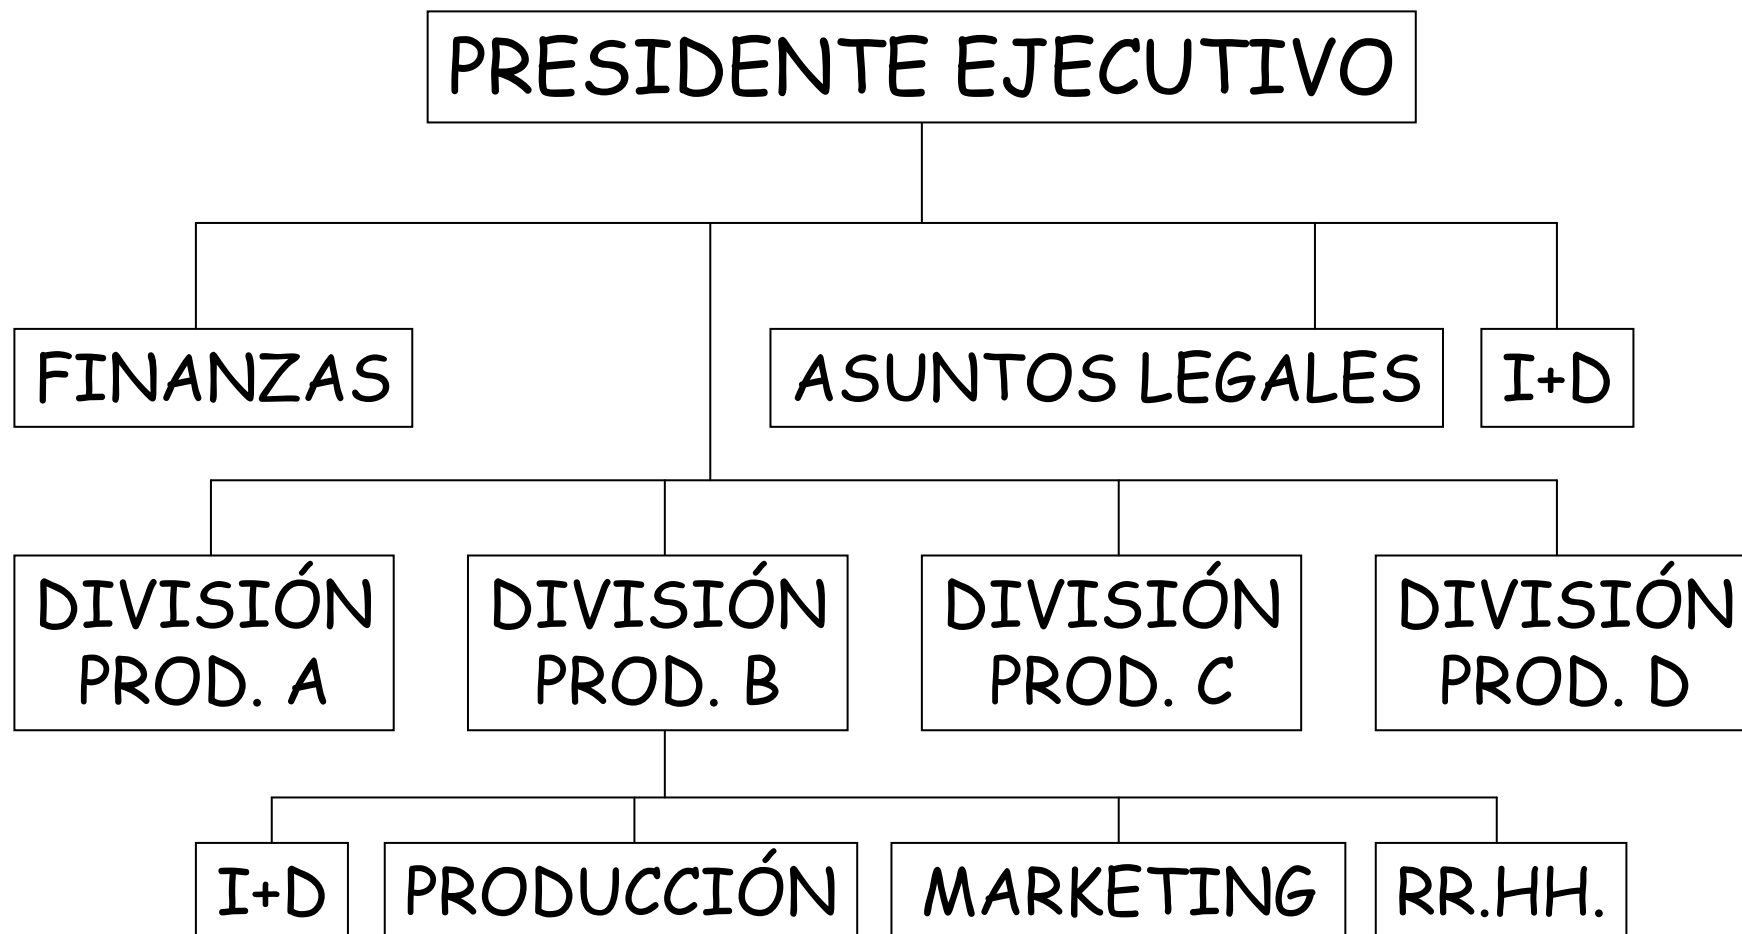 PRESIDENTE EJECUTIVO
FINANZAS
ASUNTOS LEGALES
I+D
DIVISIÓN
PROD. A
DIVISIÓN
PROD. B
DIVISIÓN
PROD. C
DIVISIÓN
PROD. D
I+D
PRODUCCIÓN
MARKETING
RR.HH.